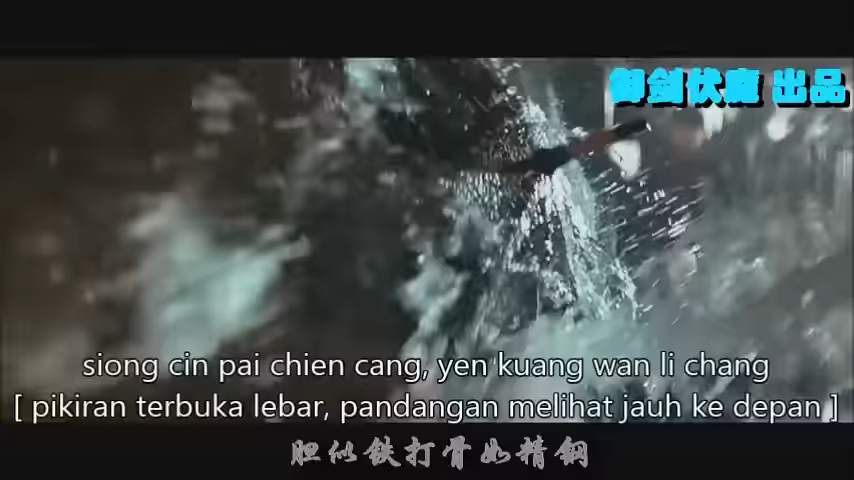 御剑伏魔 出品
siong cin pai chien cang, yen kuang wan li chang
[ pikiran terbuka lebar, pandangan melihat jauh ke depan ]
胆似铁打骨如精钢